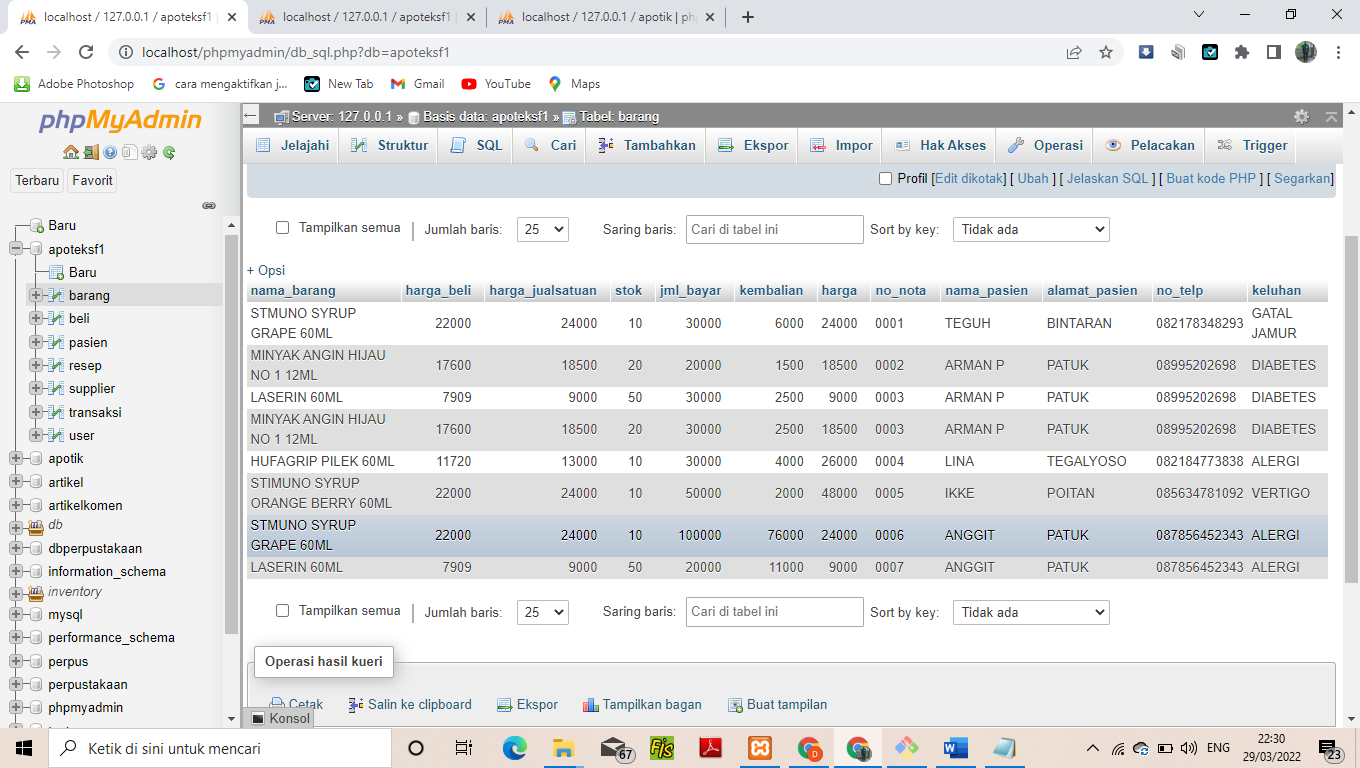 localhost / 127.0.0.1 / apoteksf1
localhost / 127.0.0.1 / apoteksf1
localhost / 127.0.0.1 / apotik | ph
localhost/phpmyadmin/db_sql.php?db=apoteksf1
Adobe Photoshop cara mengaktifkan j... New Tab Gmail YouTube Maps
phpMyAdmin
Terbaru Favorit
Baru
apoteksf1
Baru
barang
beli
pasien
resep
supplier
transaksi
user
apotik
artikel
artikelkomen
db
dbperpustakaan
information_schema
inventory
mysql
performance_schema
perpus
perpustakaan
phpmyadmin
Server: 127.0.0.1 » Basis data: apoteksf1 » Tabel: barang
Jelajahi Struktur SQL Cari Tambahkan Ekspor Impor Hak Akses Operasi Pelacakan Trigger
Profil [Edit dikotak] [ Ubah ] [ Jelaskan SQL ] [ Buat kode PHP ] [ Segarkan]
Tampilkan semua | Jumlah baris: 25 Saring baris: Cari di tabel ini Sort by key: Tidak ada
+ Opsi
nama_barang harga_beli harga_jualsatuan stok jml_bayar kembalian harga no_nota nama_pasien alamat_pasien no_telp keluhan
STMUNO SYRUP GRAPE 60ML 22000 24000 10 30000 6000 24000 0001 TEGUH BINTARAN 082178348293 GATAL JAMUR
MINYAK ANGIN HIJAU NO 1 12ML 17600 18500 20 20000 1500 18500 0002 ARMAN P PATUK 08995202698 DIABETES
LASERIN 60ML 7909 9000 50 30000 2500 9000 0003 ARMAN P PATUK 08995202698 DIABETES
MINYAK ANGIN HIJAU NO 1 12ML 17600 18500 20 30000 2500 18500 0003 ARMAN P PATUK 08995202698 DIABETES
HUFAGRIP PILEK 60ML 11720 13000 10 30000 4000 26000 0004 LINA TEGALYOSO 082184773838 ALERGI
STIMUNO SYRUP ORANGE BERRY 60ML 22000 24000 10 50000 2000 48000 0005 IKKE POITAN 085634781092 VERTIGO
STMUNO SYRUP GRAPE 60ML 22000 24000 10 100000 76000 24000 0006 ANGGIT PATUK 087856452343 ALERGI
LASERIN 60ML 7909 9000 50 20000 11000 9000 0007 ANGGIT PATUK 087856452343 ALERGI
Tampilkan semua | Jumlah baris: 25 Saring baris: Cari di tabel ini Sort by key: Tidak ada
Operasi hasil kueri
Cetak Salin ke clipboard Ekspor Tampilkan bagan Buat tampilan
Konsol
Ketik di sini untuk mencari
67
ENG
22:30
29/03/2022
23